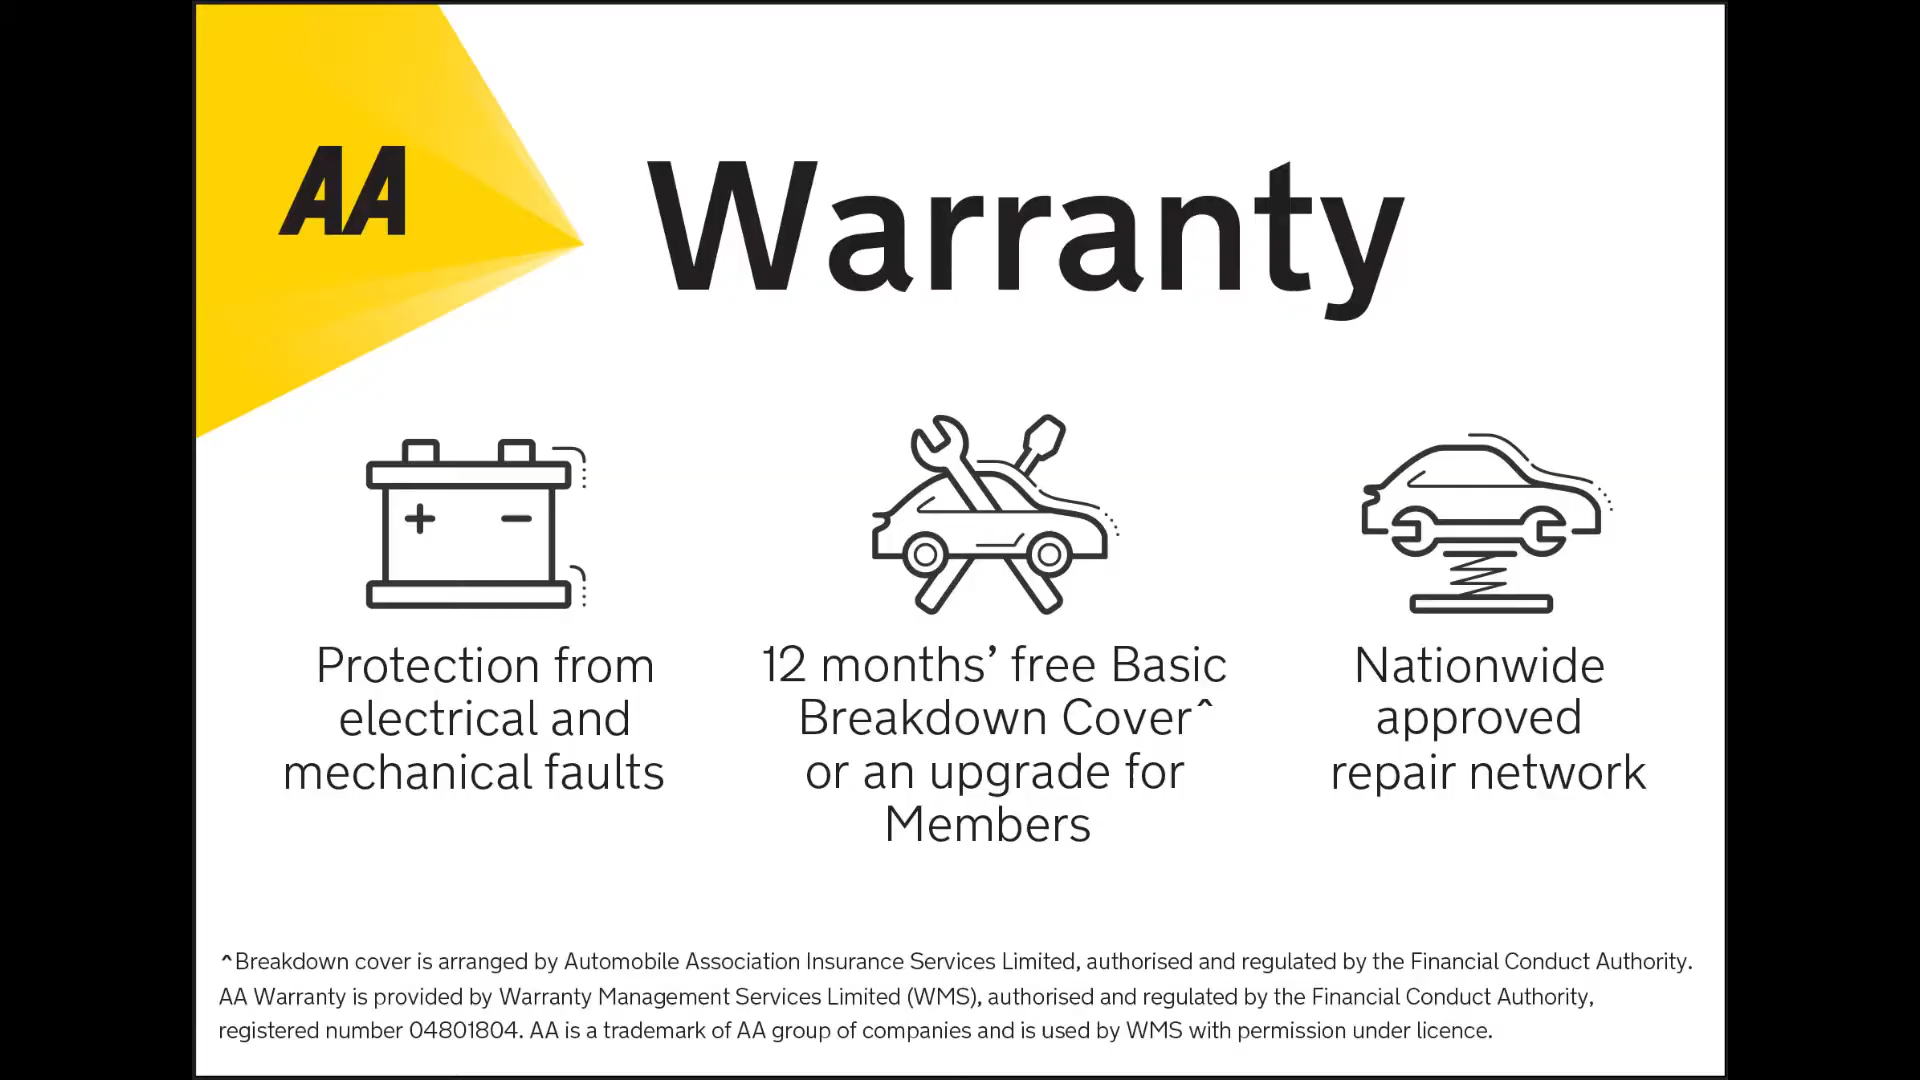 AA
Warranty
+ −
Protection from
electrical and
mechanical faults
12 months’ free Basic
Breakdown Cover^
or an upgrade for
Members
Nationwide
approved
repair network
^Breakdown cover is arranged by Automobile Association Insurance Services Limited, authorised and regulated by the Financial Conduct Authority.
AA Warranty is provided by Warranty Management Services Limited (WMS), authorised and regulated by the Financial Conduct Authority,
registered number 04801804. AA is a trademark of AA group of companies and is used by WMS with permission under licence.